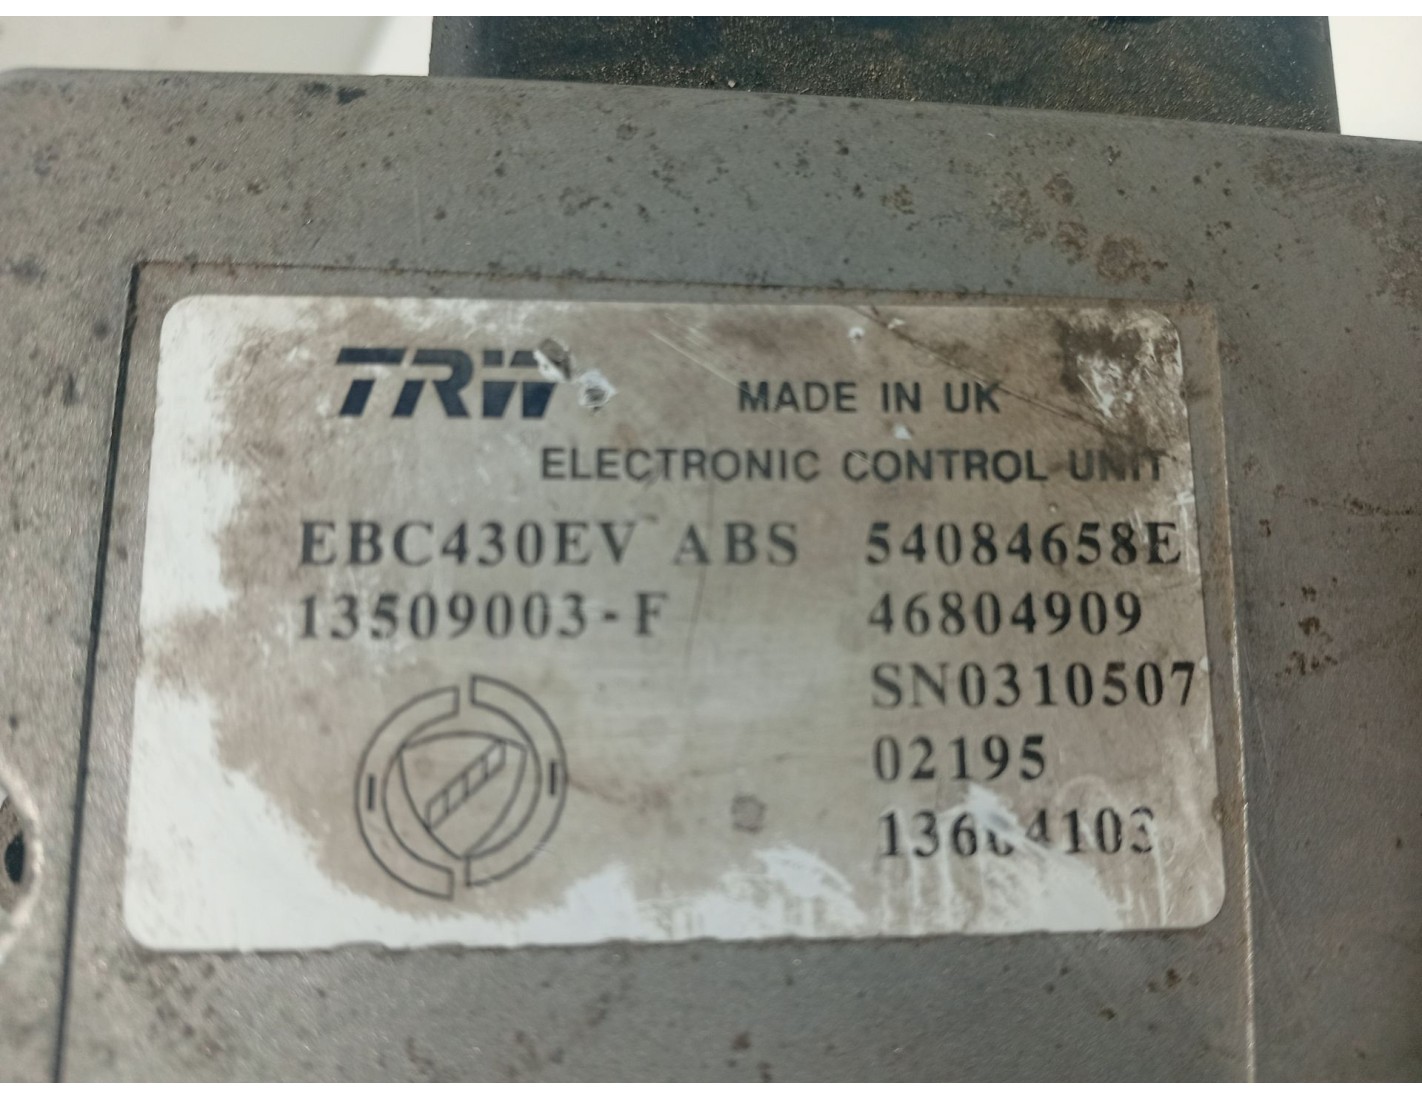 TRW
MADE IN UK
ELECTRONIC CONTROL UNIT
EBC430EV ABS 54084658E
13509003-F 46804909
SN0310507
02195